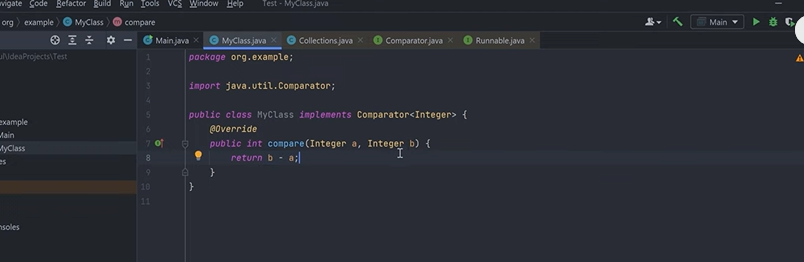 avigate Code Refactor Build Run Tools VCS Window Help Test - MyClass.java
org example MyClass compare Main
Main.java MyClass.java Collections.java Comparator.java Runnable.java
ul\IdeaProjects\Test
1 package org.example;
2
3 import java.util.Comparator;
4
5 public class MyClass implements Comparator<Integer> {
6 @Override
7 public int compare(Integer a, Integer b) {
8 return b - a;
9 }
10 }
11
example
Main
MyClass
es
nsoles